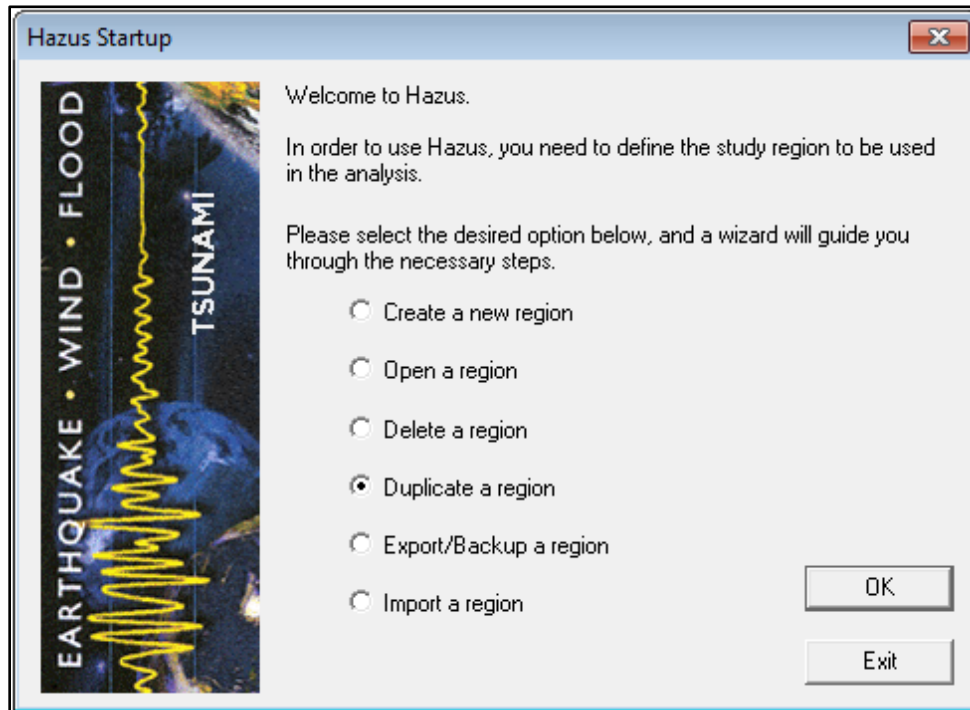 Hazus Startup
EARTHQUAKE • WIND • FLOOD
TSUNAMI
Welcome to Hazus.
In order to use Hazus, you need to define the study region to be used
in the analysis.
Please select the desired option below, and a wizard will guide you
through the necessary steps.
Create a new region
Open a region
Delete a region
Duplicate a region
Export/Backup a region
Import a region
OK
Exit